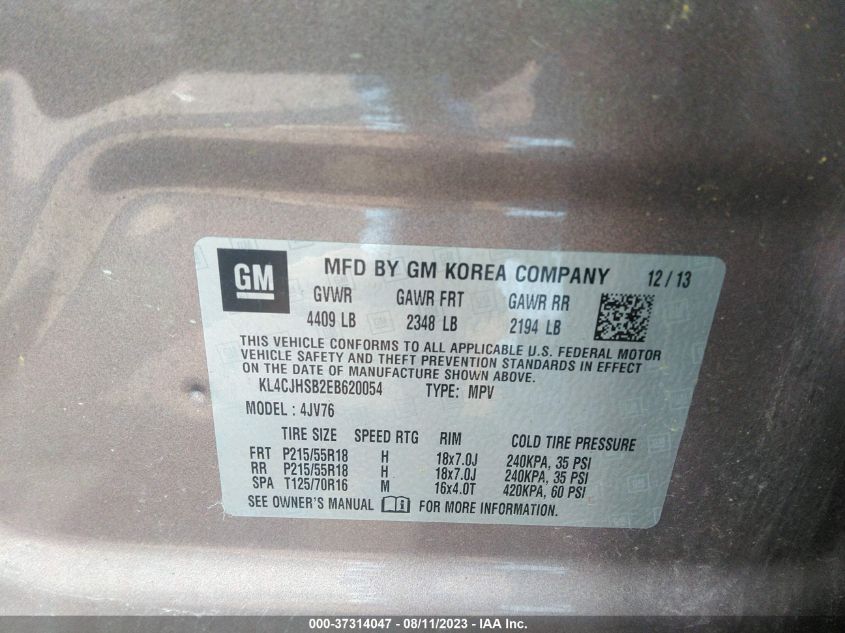 GM
MFD BY GM KOREA COMPANY 12 / 13
GVWR GAWR FRT GAWR RR
4409 LB 2348 LB 2194 LB
THIS VEHICLE CONFORMS TO ALL APPLICABLE U.S. FEDERAL MOTOR
VEHICLE SAFETY AND THEFT PREVENTION STANDARDS IN EFFECT
ON THE DATE OF MANUFACTURE SHOWN ABOVE.
KL4CJHSB2EB620054 TYPE: MPV
MODEL : 4JV76
TIRE SIZE SPEED RTG RIM COLD TIRE PRESSURE
FRT P215/55R18 H 18x7.0J 240KPA, 35 PSI
RR P215/55R18 H 18x7.0J 240KPA, 35 PSI
SPA T125/70R16 M 16x4.0T 420KPA, 60 PSI
SEE OWNER'S MANUAL FOR MORE INFORMATION.
000-37314047 - 08/11/2023 - IAA Inc.